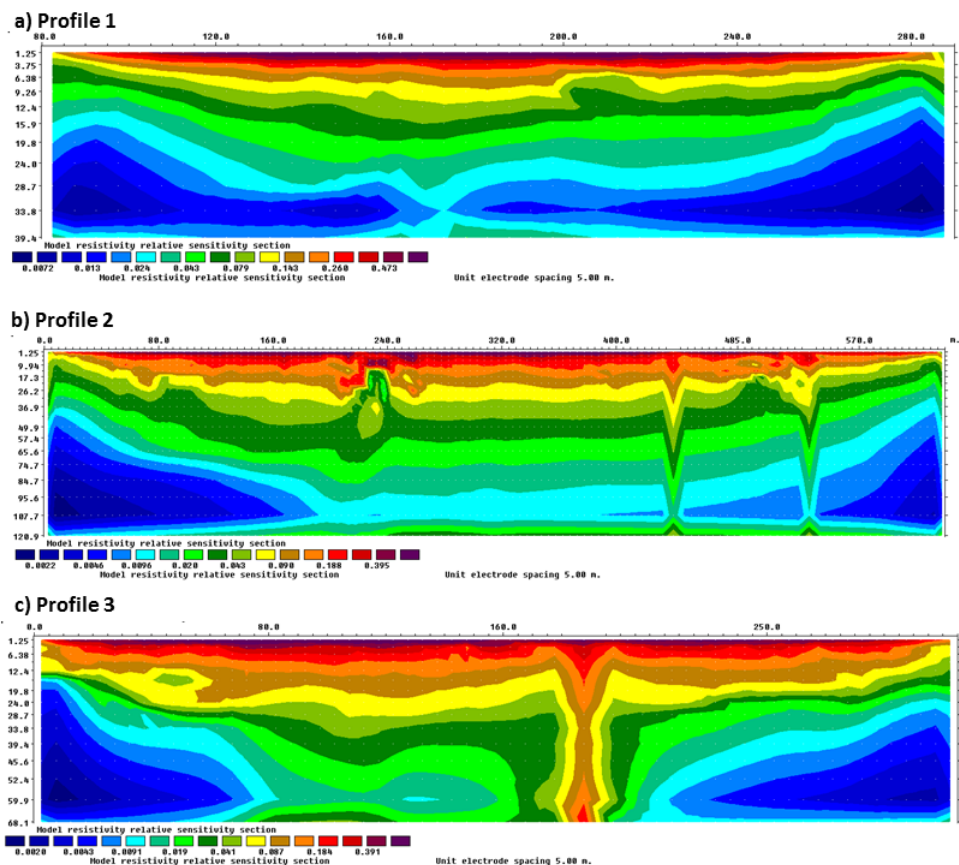 a) Profile 1
80.0 120.0 160.0 200.0 240.0 280.0
1.25
3.75
6.38
9.26
12.4
15.9
19.8
24.0
28.7
33.8
39.4
Model resistivity relative sensitivity section
0.0072 0.013 0.024 0.043 0.079 0.143 0.260 0.473
Model resistivity relative sensitivity section Unit electrode spacing 5.00 m.
b) Profile 2
0.0 80.0 160.0 240.0 320.0 400.0 485.0 570.0 m.
1.25
9.94
17.3
26.2
36.9
49.9
57.4
65.6
74.7
84.7
95.6
107.7
120.9
Model resistivity relative sensitivity section
0.0022 0.0046 0.0096 0.020 0.043 0.090 0.188 0.395
Model resistivity relative sensitivity section Unit electrode spacing 5.00 m.
c) Profile 3
0.0 80.0 160.0 250.0
1.25
12.4
19.8
24.0
28.7
33.8
39.4
45.6
52.4
59.9
68.1
Model resistivity relative sensitivity section
0.0020 0.0043 0.0091 0.019 0.041 0.087 0.184 0.391
Model resistivity relative sensitivity section Unit electrode spacing 5.00 m.